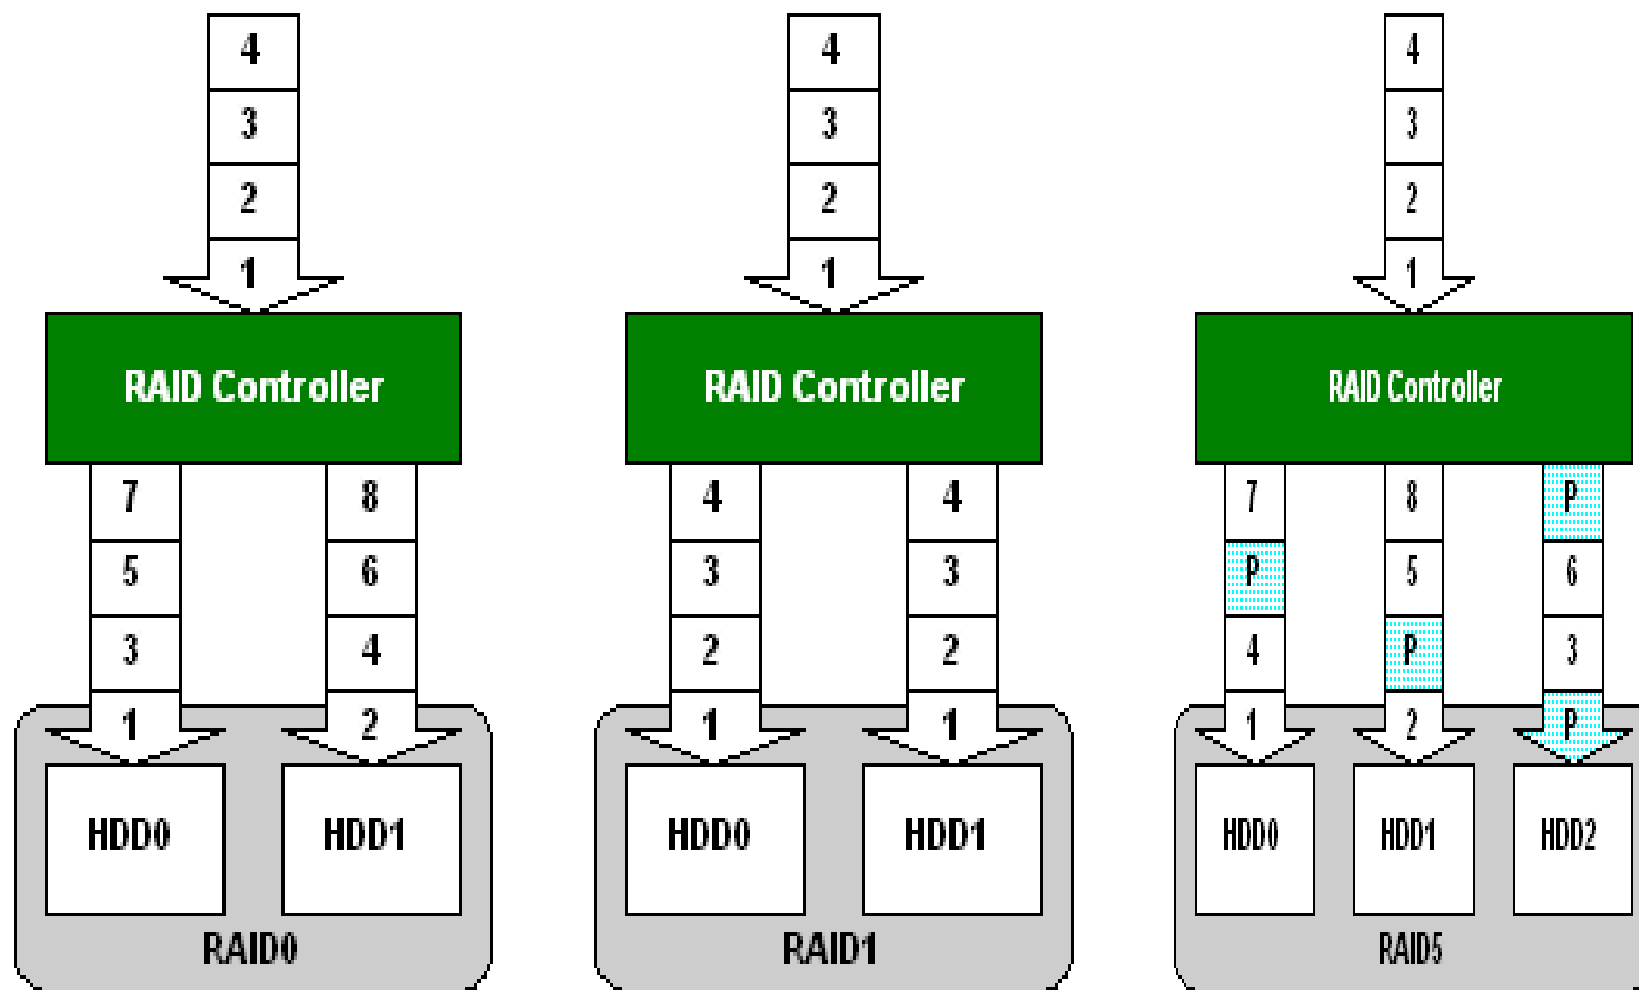 4
3
2
1
RAID Controller
7 8
5 6
3 4
1 2
HDD0 HDD1
RAID0
4
3
2
1
RAID Controller
4 4
3 3
2 2
1 1
HDD0 HDD1
RAID1
4
3
2
1
RAID Controller
7 8 P
P 5 6
4 P 3
1 2 P
HDD0 HDD1 HDD2
RAID5